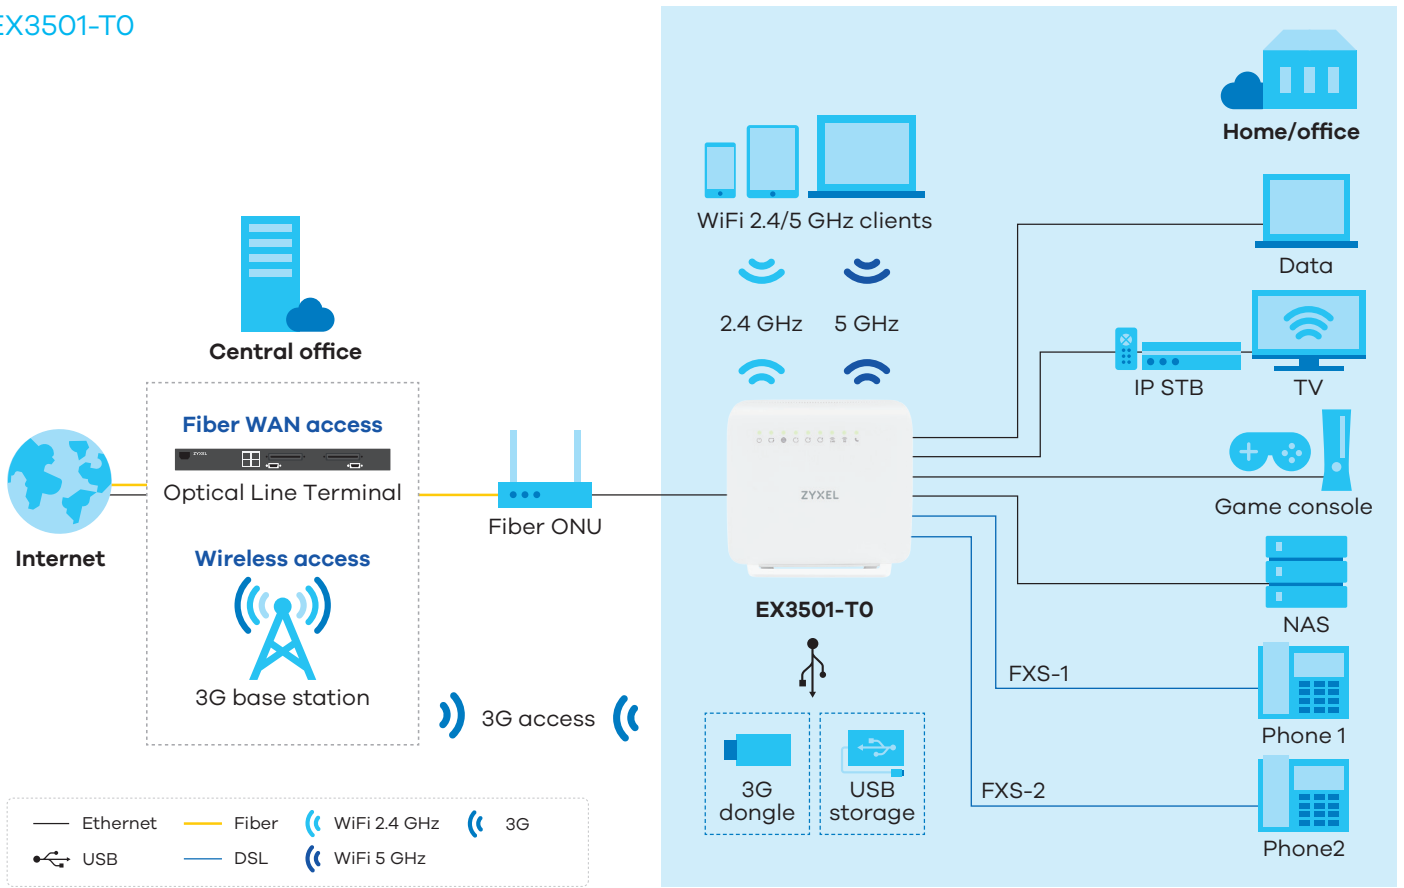 EX3501-T0
Home/office
WiFi 2.4/5 GHz clients
2.4 GHz
5 GHz
Data
IP STB
TV
Game console
NAS
FXS-1
Phone 1
FXS-2
Phone2
Central office
Fiber WAN access
ZYXEL
Optical Line Terminal
Internet
Wireless access
3G base station
3G access
Fiber ONU
ZYXEL
EX3501-T0
3G
dongle
USB
storage
Ethernet
Fiber
WiFi 2.4 GHz
3G
USB
DSL
WiFi 5 GHz